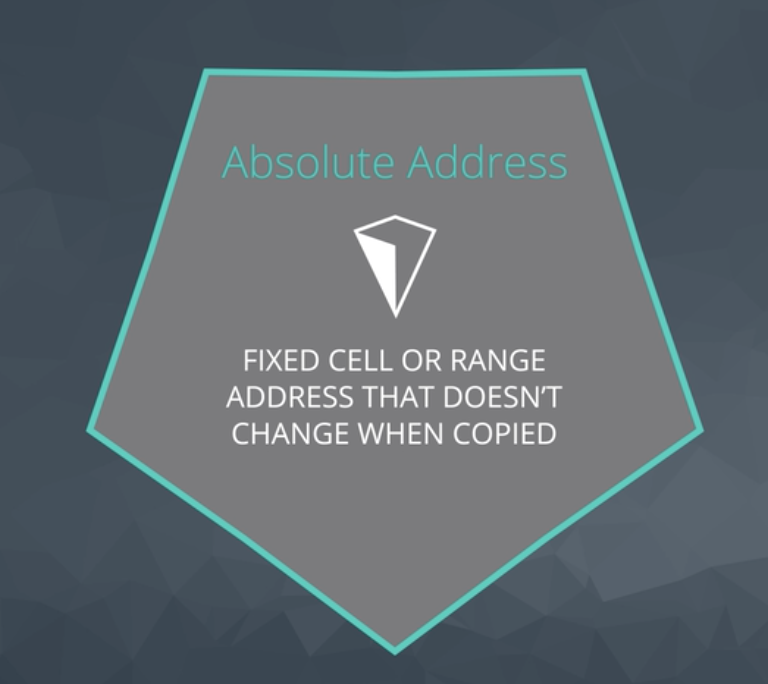 Absolute Address
FIXED CELL OR RANGE
ADDRESS THAT DOESN’T
CHANGE WHEN COPIED